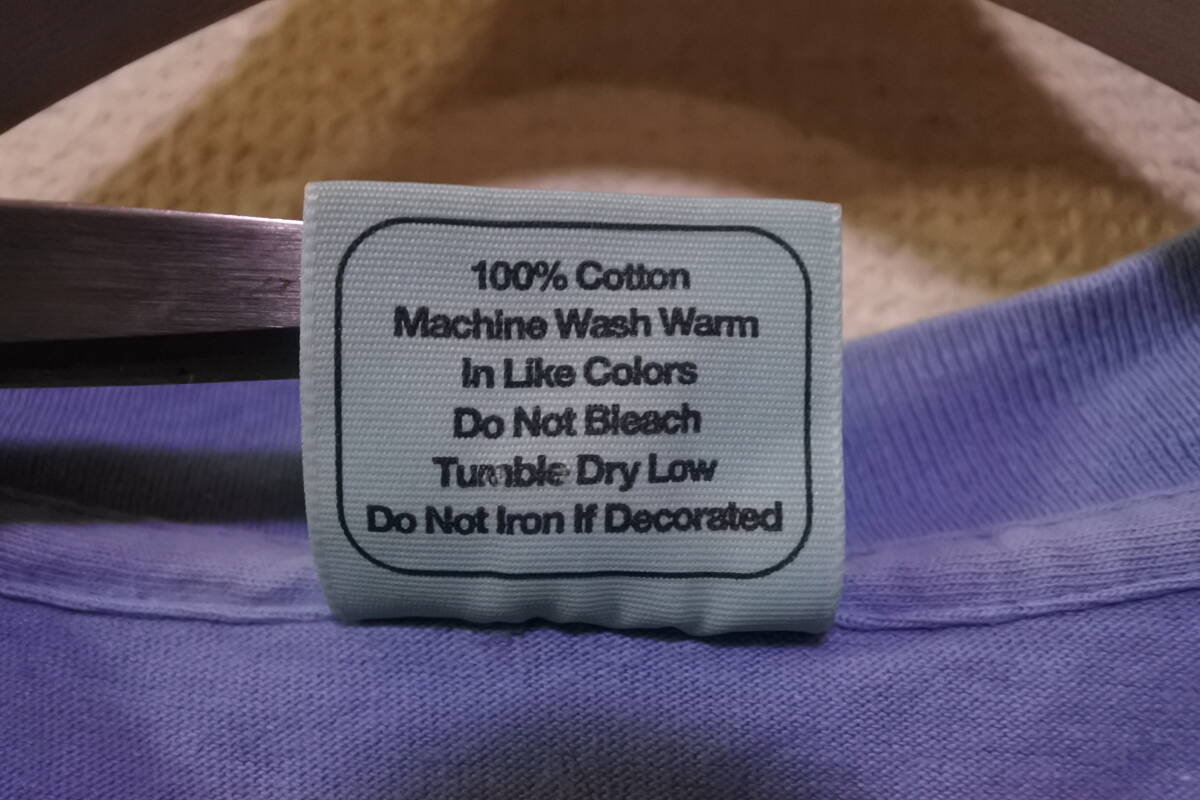 100% Cotton
Machine Wash Warm
In Like Colors
Do Not Bleach
Tumble Dry Low
Do Not Iron If Decorated